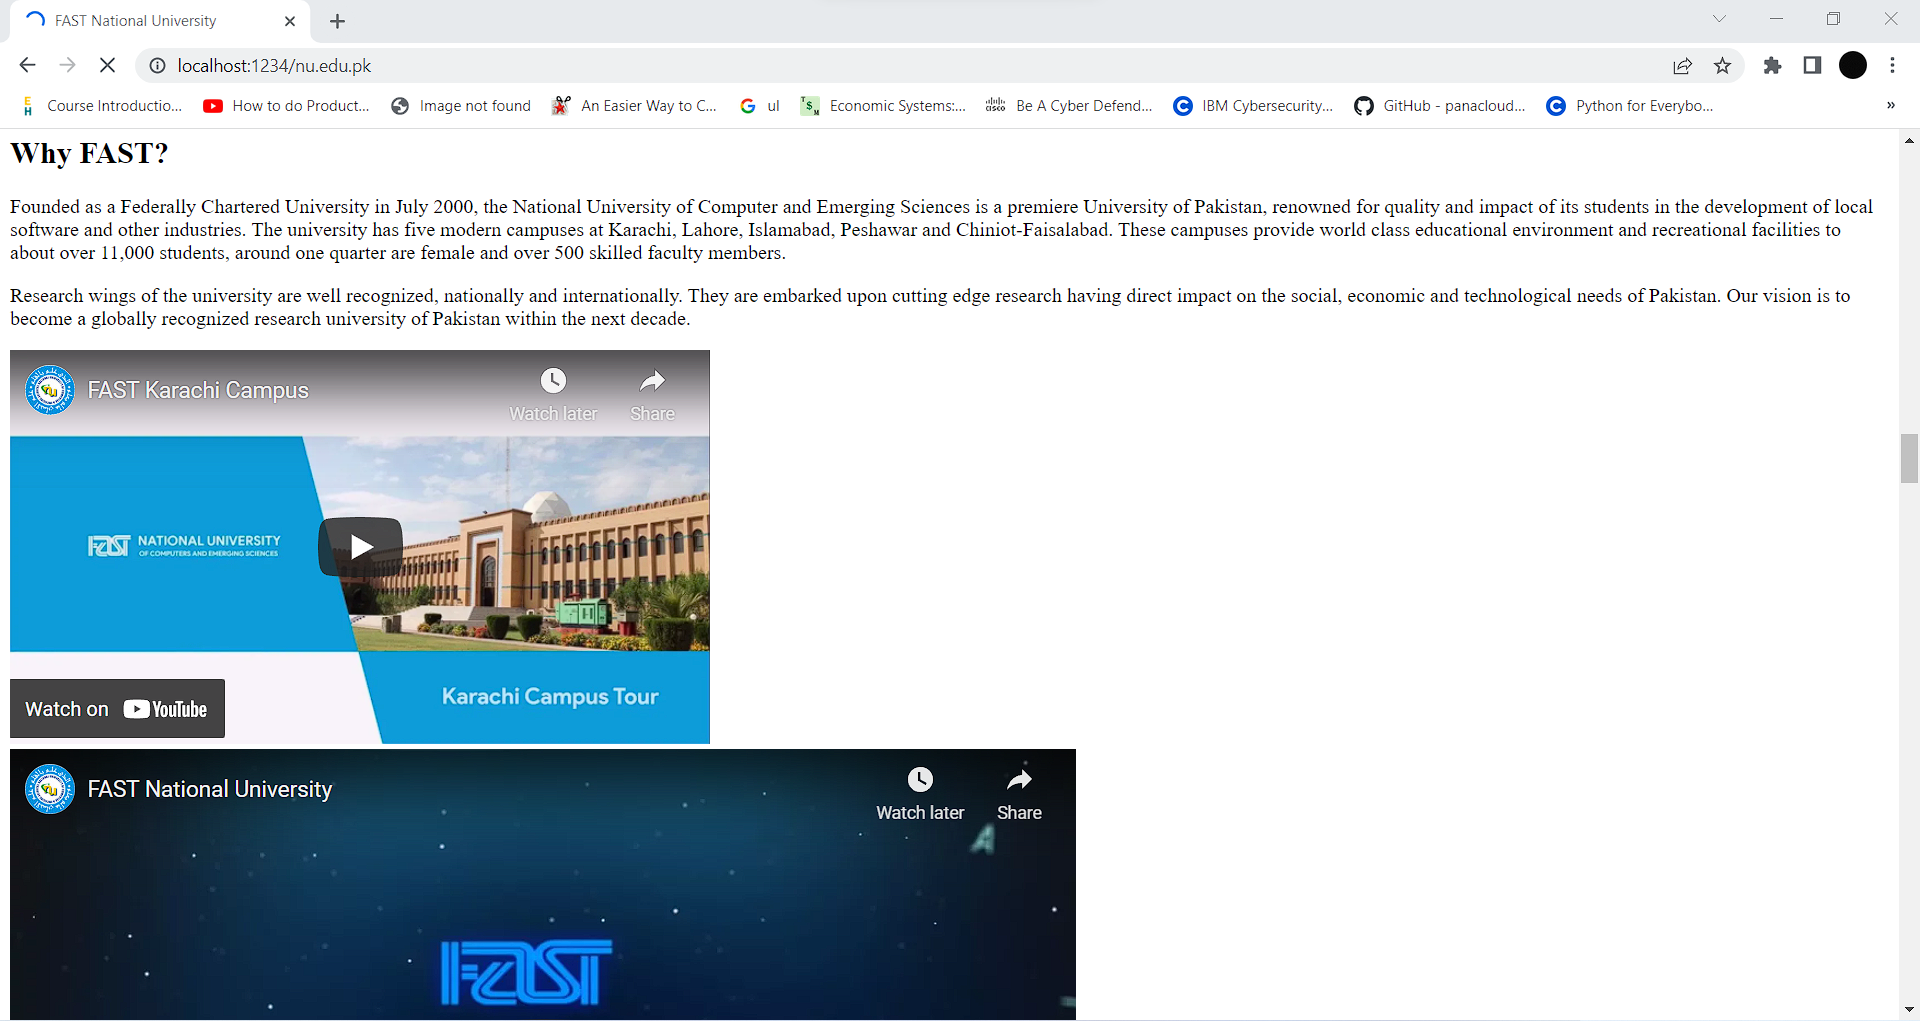 FAST National University
localhost:1234/nu.edu.pk
Course Introductio...
How to do Product...
Image not found
An Easier Way to C...
ul
Economic Systems:...
Be A Cyber Defend...
IBM Cybersecurity...
GitHub - panacloud...
Python for Everybo...
»
Why FAST?
Founded as a Federally Chartered University in July 2000, the National University of Computer and Emerging Sciences is a premiere University of Pakistan, renowned for quality and impact of its students in the development of local
software and other industries. The university has five modern campuses at Karachi, Lahore, Islamabad, Peshawar and Chiniot-Faisalabad. These campuses provide world class educational environment and recreational facilities to
about over 11,000 students, around one quarter are female and over 500 skilled faculty members.
Research wings of the university are well recognized, nationally and internationally. They are embarked upon cutting edge research having direct impact on the social, economic and technological needs of Pakistan. Our vision is to
become a globally recognized research university of Pakistan within the next decade.
FAST Karachi Campus
Watch later
Share
FAST NATIONAL UNIVERSITY
OF COMPUTERS AND EMERGING SCIENCES
Karachi Campus Tour
Watch on YouTube
FAST National University
Watch later
Share
A
FAST